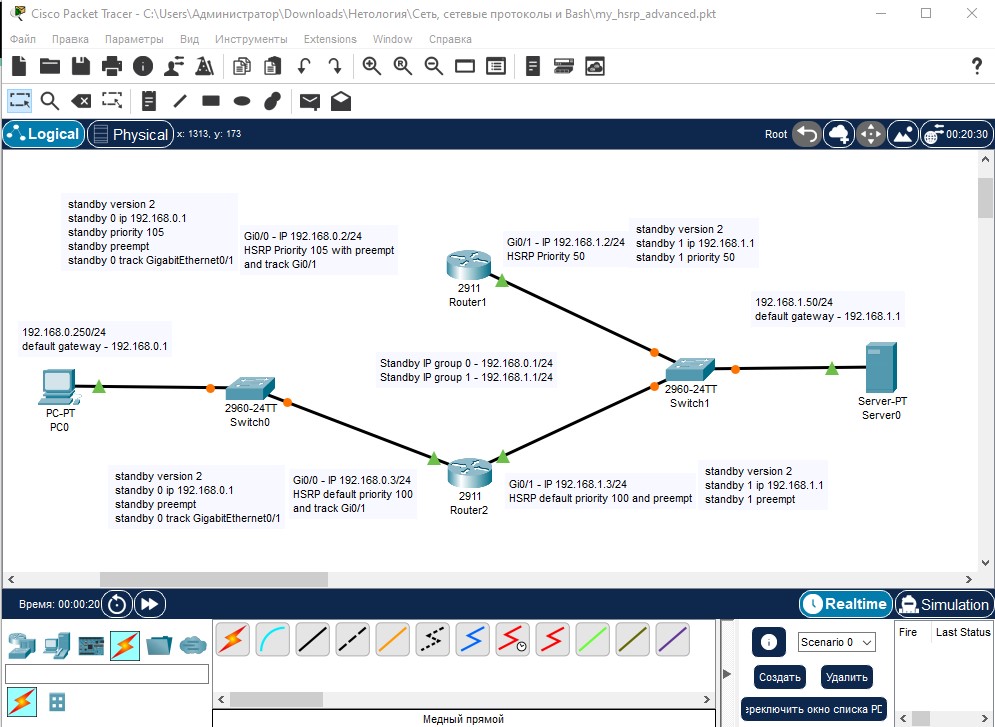 Cisco Packet Tracer - C:\Users\Администратор\Downloads\Нетология\Сеть, сетевые протоколы и Bash\my_hsrp_advanced.pkt
Файл Правка Параметры Вид Инструменты Extensions Window Справка
?
Logical Physical x: 1313, y: 173 Root 00:20:30
standby version 2
standby 0 ip 192.168.0.1
standby priority 105
standby preempt
standby 0 track GigabitEthernet0/1
Gi0/0 - IP 192.168.0.2/24
HSRP Priority 105 with preempt
and track Gi0/1
Gi0/1 - IP 192.168.1.2/24
HSRP Priority 50
standby version 2
standby 1 ip 192.168.1.1
standby 1 priority 50
2911
Router1
192.168.1.50/24
default gateway - 192.168.1.1
192.168.0.250/24
default gateway - 192.168.0.1
Standby IP group 0 - 192.168.0.1/24
Standby IP group 1 - 192.168.1.1/24
PC-PT
PC0
2960-24TT
Switch0
2960-24TT
Switch1
Server-PT
Server0
standby version 2
standby 0 ip 192.168.0.1
standby preempt
standby 0 track GigabitEthernet0/1
Gi0/0 - IP 192.168.0.3/24
HSRP default priority 100
and track Gi0/1
2911
Router2
Gi0/1 - IP 192.168.1.3/24
HSRP default priority 100 and preempt
standby version 2
standby 1 ip 192.168.1.1
standby 1 preempt
Время: 00:00:20 Realtime Simulation
Scenario 0
Fire Last Status
Создать Удалить
ереключить окно списка PD
Медный прямой